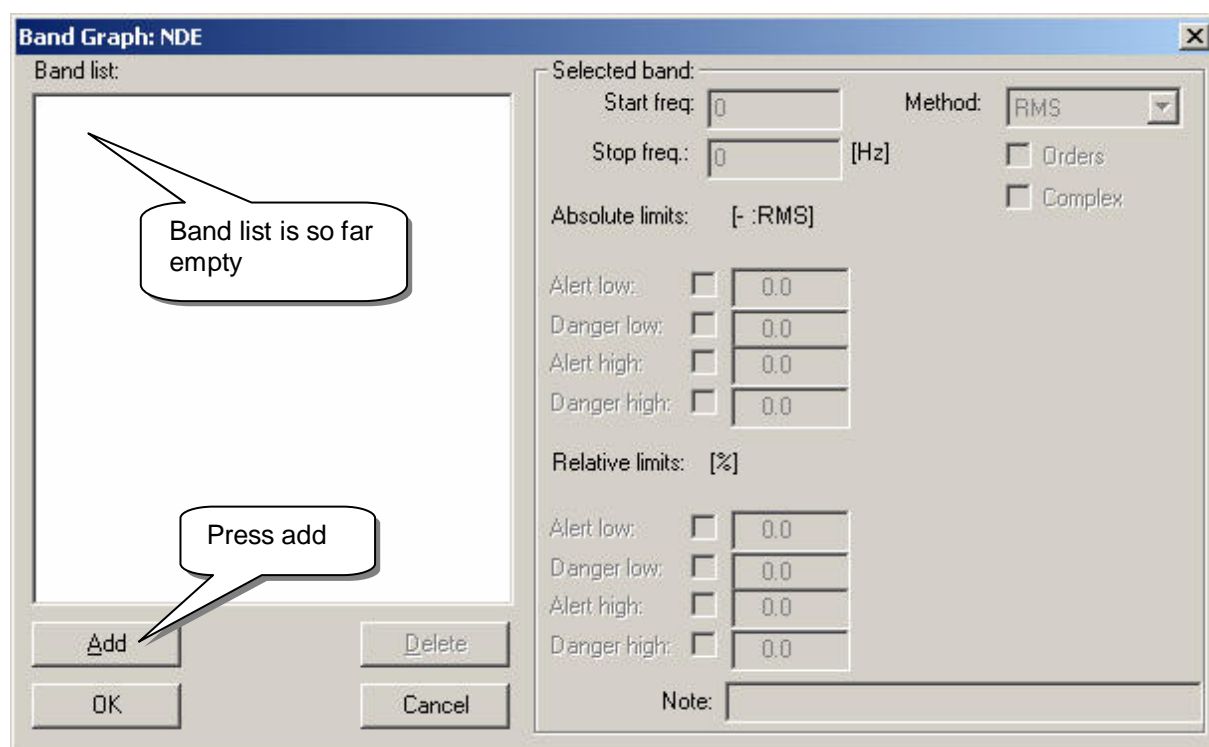 Band Graph: NDE
Band list:
Band list is so far
empty
Press add
Add
Delete
OK
Cancel
Selected band:
Start freq: 0
Method: RMS
Stop freq.: 0 [Hz]
Orders
Complex
Absolute limits: [- :RMS]
Alert low: 0.0
Danger low: 0.0
Alert high: 0.0
Danger high: 0.0
Relative limits: [%]
Alert low: 0.0
Danger low: 0.0
Alert high: 0.0
Danger high: 0.0
Note: